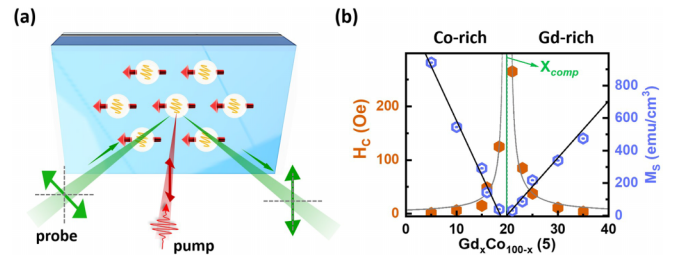 (a)
probe
pump
(b)
Co-rich
Gd-rich
X_comp
H_C (Oe)
200
100
0
M_S (emu/cm³)
800
600
400
200
0
0
10
20
30
40
Gd_xCo_100-x (5)